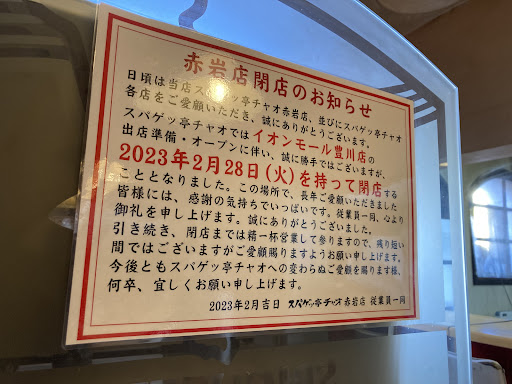 赤岩店閉店のお知らせ
日頃は当店スパゲッ亭チャオ赤岩店、並びにスパゲッ亭チャオ
各店をご愛顧いただき、誠にありがとうございます。
スパゲッ亭チャオではイオンモール豊川店の
出店準備・オープンに伴い、誠に勝手ではございますが、
2023年2月28日(火)を持って閉店する
こととなりました。この場所で、長年ご愛顧いただきました
皆様には、感謝の気持ちでいっぱいです。従業員一同、心より
御礼を申し上げます。誠にありがとうございました。
引き続き、閉店までは精一杯営業して参りますので、残り短い
間ではございますがご愛顧賜りますようお願い申し上げます。
今後ともスパゲッ亭チャオへの変わらぬご愛顧を賜ります様、
何卒、宜しくお願い申し上げます。
2023年2月吉日 スパゲッ亭チャオ 赤岩店 従業員一同